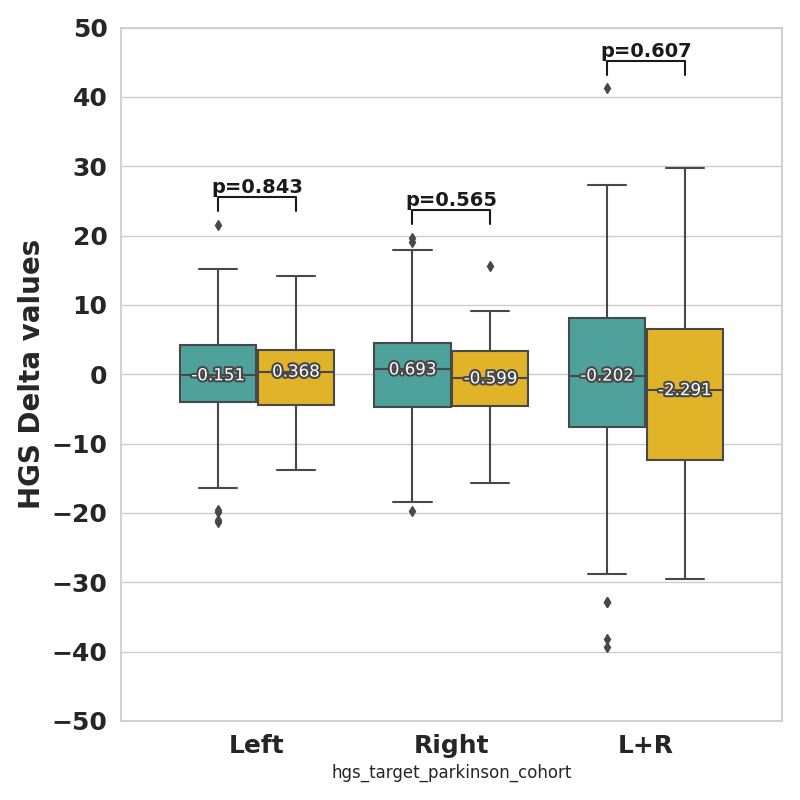 50
40
30
20
10
0
−10
−20
−30
−40
−50
HGS Delta values
p=0.843
p=0.565
p=0.607
-0.151
0.368
0.693
-0.599
-0.202
-2.291
Left
Right
L+R
hgs_target_parkinson_cohort